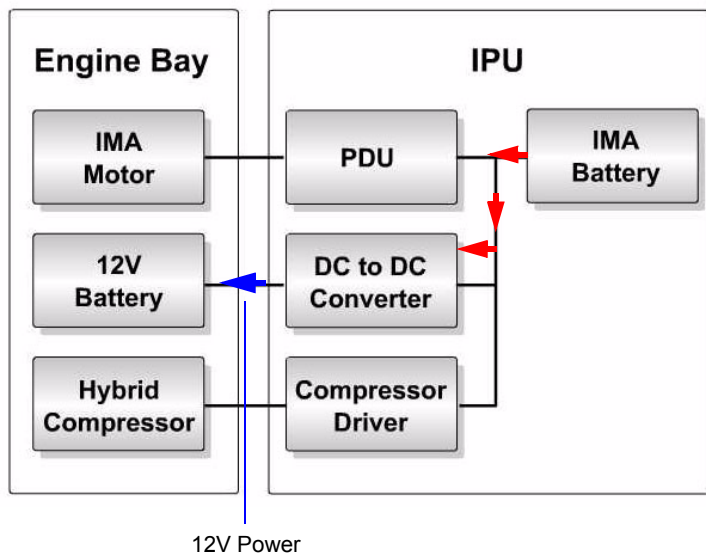 Engine Bay
IPU
IMA
Motor
PDU
IMA
Battery
12V
Battery
DC to DC
Converter
Hybrid
Compressor
Compressor
Driver
12V Power